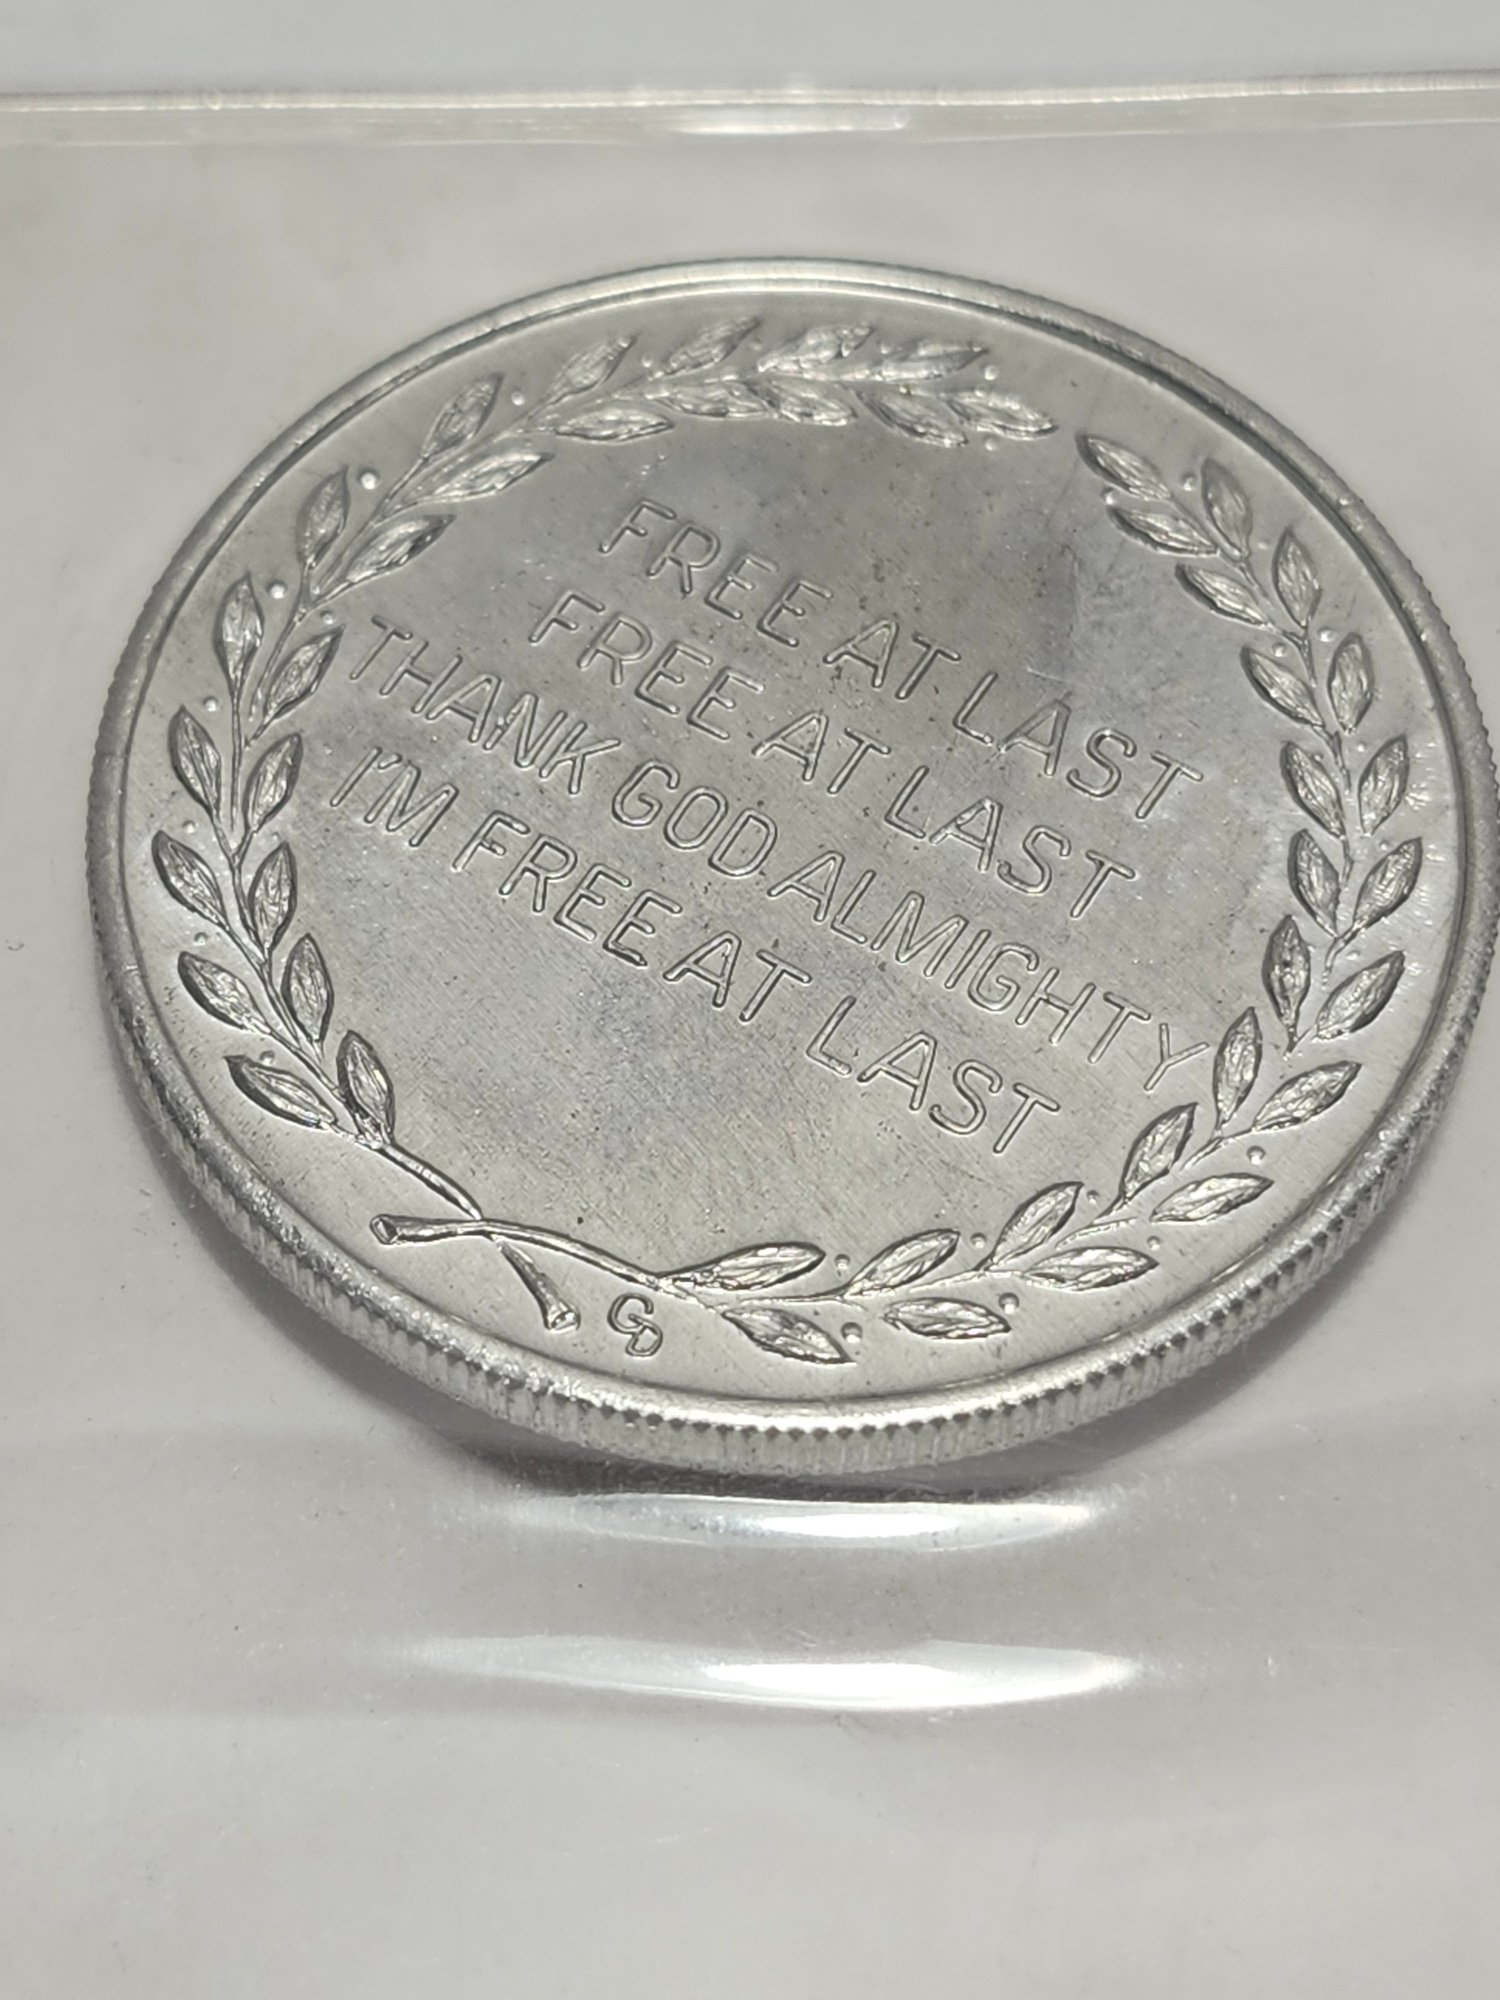 FREE AT LAST
FREE AT LAST
THANK GOD ALMIGHTY
I'M FREE AT LAST